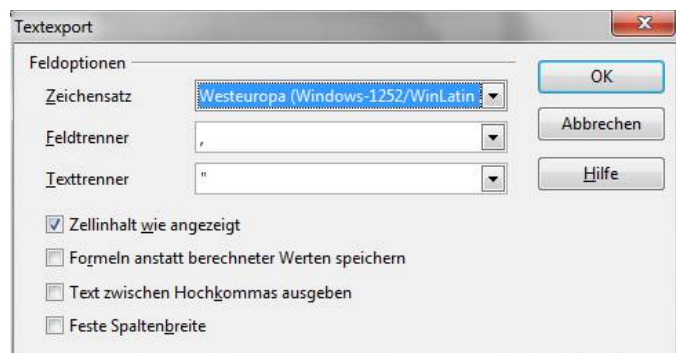 Textexport
Feldoptionen
OK
Zeichensatz
Westeuropa (Windows-1252/WinLatin
Abbrechen
Feldtrenner
,
Texttrenner
"
Hilfe
Zellinhalt wie angezeigt
Formeln anstatt berechneter Werten speichern
Text zwischen Hochkommas ausgeben
Feste Spaltenbreite